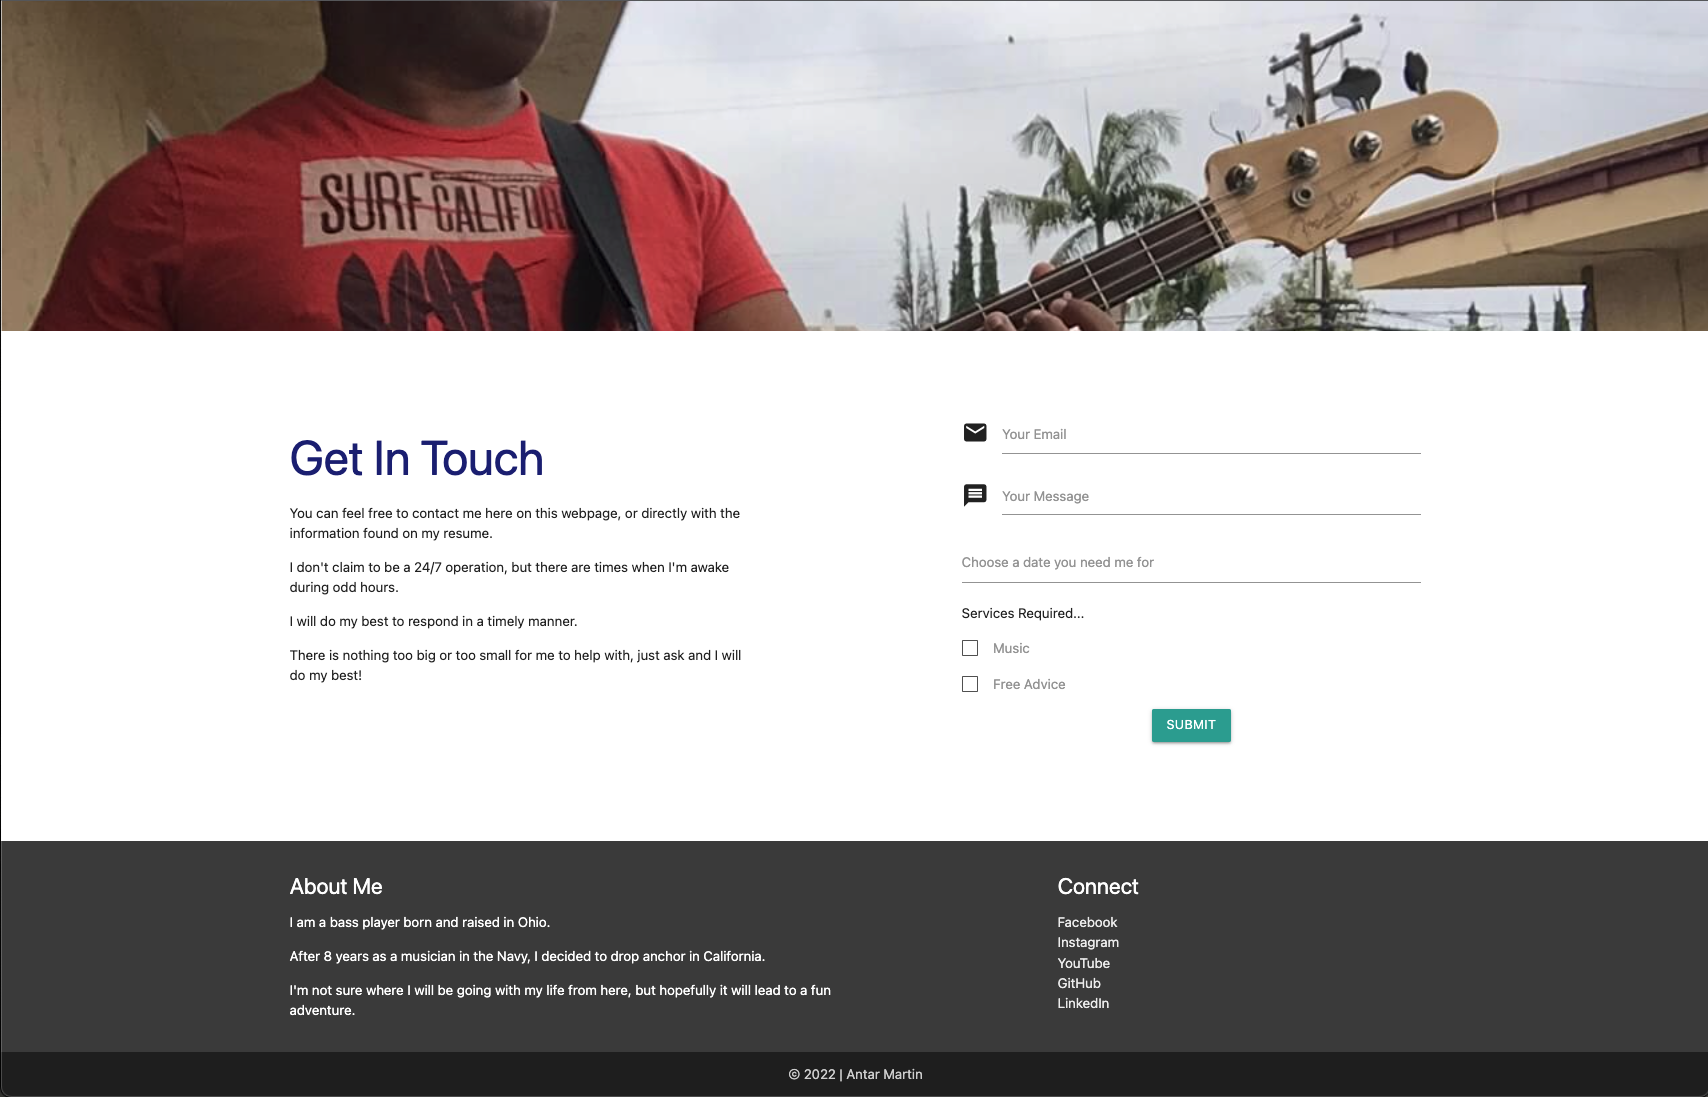 SURF CALIFOR
Get In Touch
You can feel free to contact me here on this webpage, or directly with the
information found on my resume.
I don't claim to be a 24/7 operation, but there are times when I'm awake
during odd hours.
I will do my best to respond in a timely manner.
There is nothing too big or too small for me to help with, just ask and I will
do my best!
Your Email
Your Message
Choose a date you need me for
Services Required...
Music
Free Advice
SUBMIT
About Me
I am a bass player born and raised in Ohio.
After 8 years as a musician in the Navy, I decided to drop anchor in California.
I'm not sure where I will be going with my life from here, but hopefully it will lead to a fun
adventure.
Connect
Facebook
Instagram
YouTube
GitHub
LinkedIn
© 2022 | Antar Martin